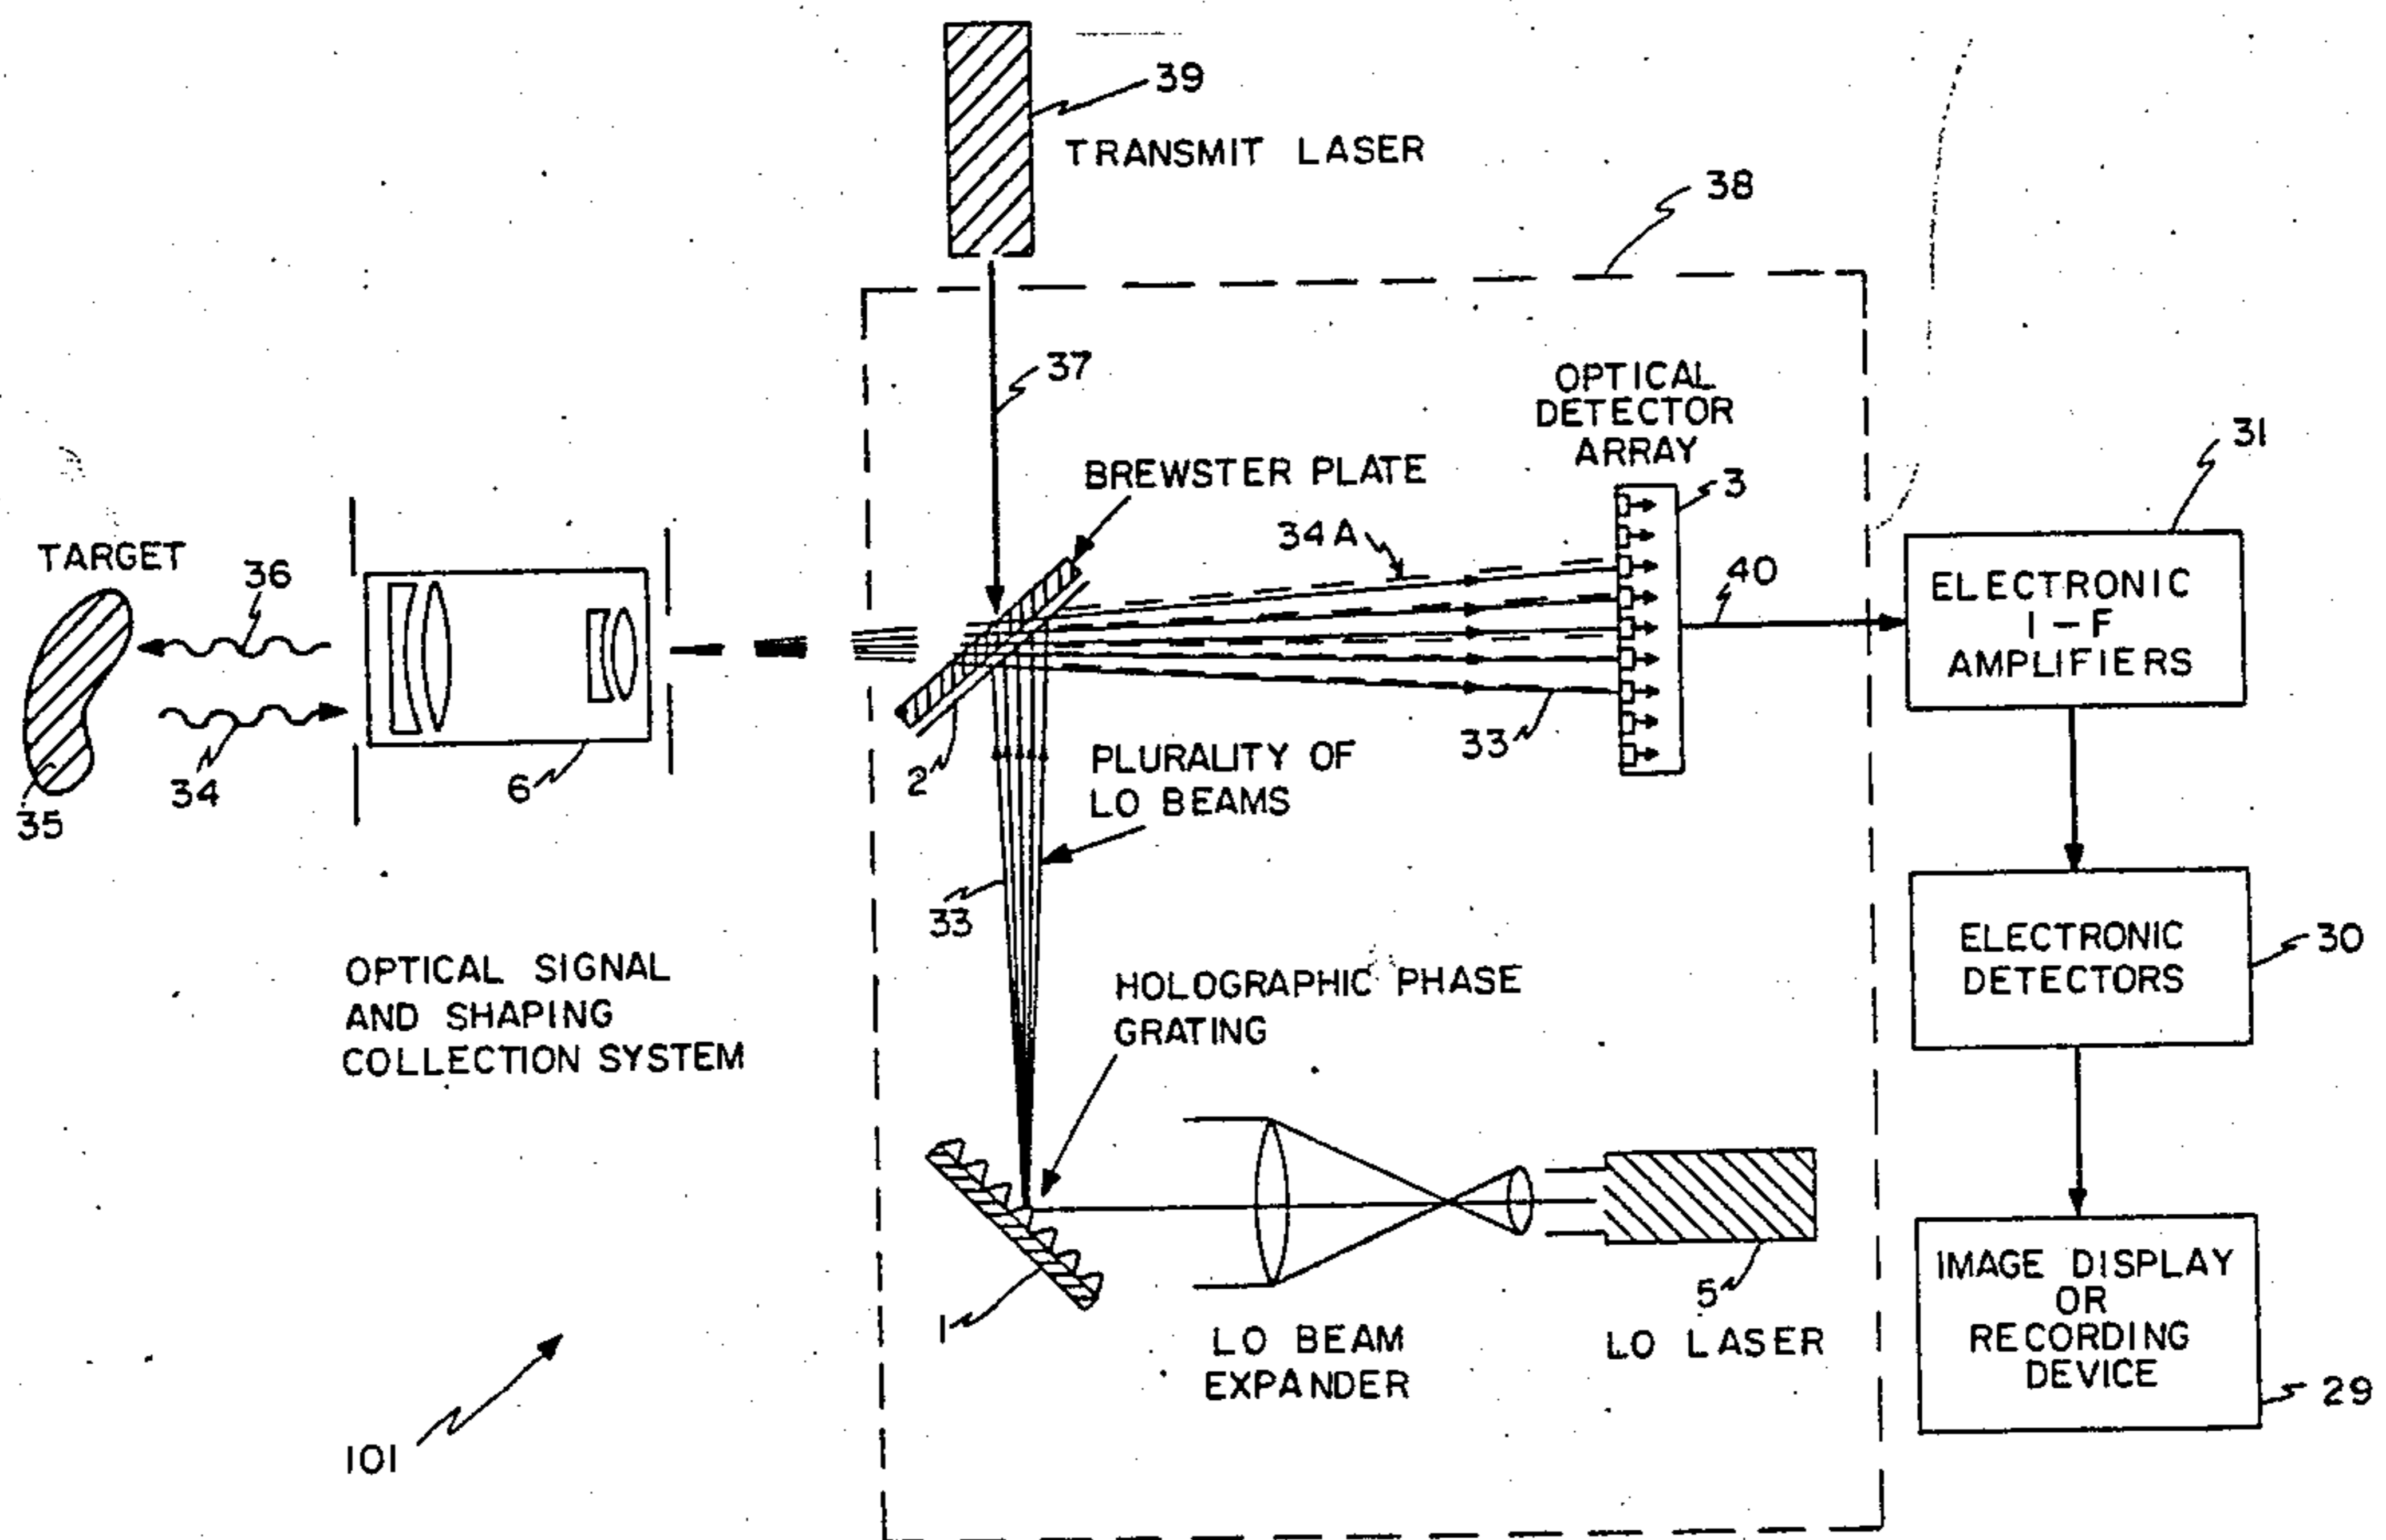 39
TRANSMIT LASER
38
37
OPTICAL
DETECTOR
ARRAY
3
31
BREWSTER PLATE
34A
40
TARGET
36
ELECTRONIC
I-F
AMPLIFIERS
34
35
6
2
33
PLURALITY OF
LO BEAMS
33
ELECTRONIC
DETECTORS
30
OPTICAL SIGNAL
AND SHAPING
COLLECTION SYSTEM
HOLOGRAPHIC PHASE
GRATING
1
LO BEAM
EXPANDER
5
LO LASER
IMAGE DISPLAY
OR
RECORDING
DEVICE
29
101